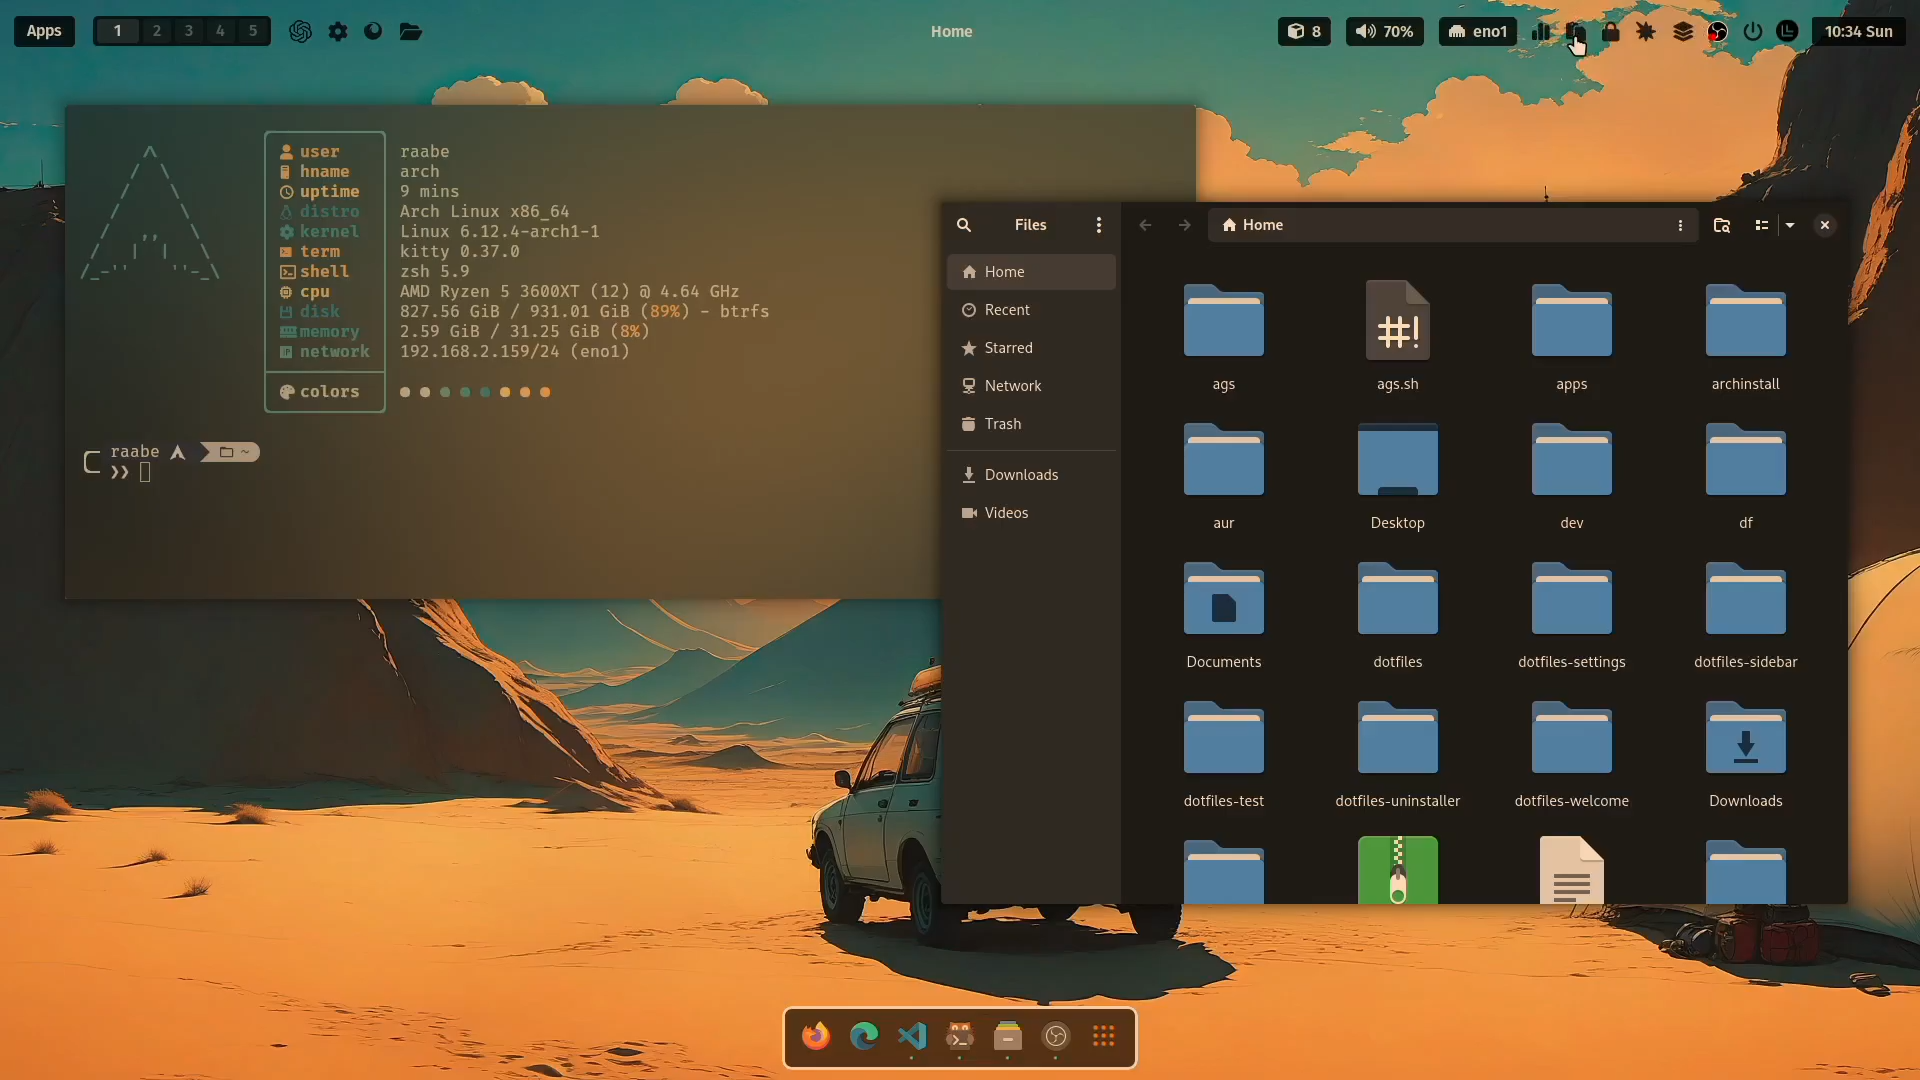 Apps
1 2 3 4 5
Home
8
70%
eno1
10:34 Sun
user raabe
hname arch
uptime 9 mins
distro Arch Linux x86_64
kernel Linux 6.12.4-arch1-1
term kitty 0.37.0
shell zsh 5.9
cpu AMD Ryzen 5 3600XT (12) @ 4.64 GHz
disk 827.56 GiB / 931.01 GiB (89%) - btrfs
memory 2.59 GiB / 31.25 GiB (8%)
network 192.168.2.159/24 (eno1)
colors
raabe ~
❯❯
Files
Home
Home
Recent
Starred
Network
Trash
Downloads
Videos
#!
ags
ags.sh
apps
archinstall
aur
Desktop
dev
df
Documents
dotfiles
dotfiles-settings
dotfiles-sidebar
dotfiles-test
dotfiles-uninstaller
dotfiles-welcome
Downloads